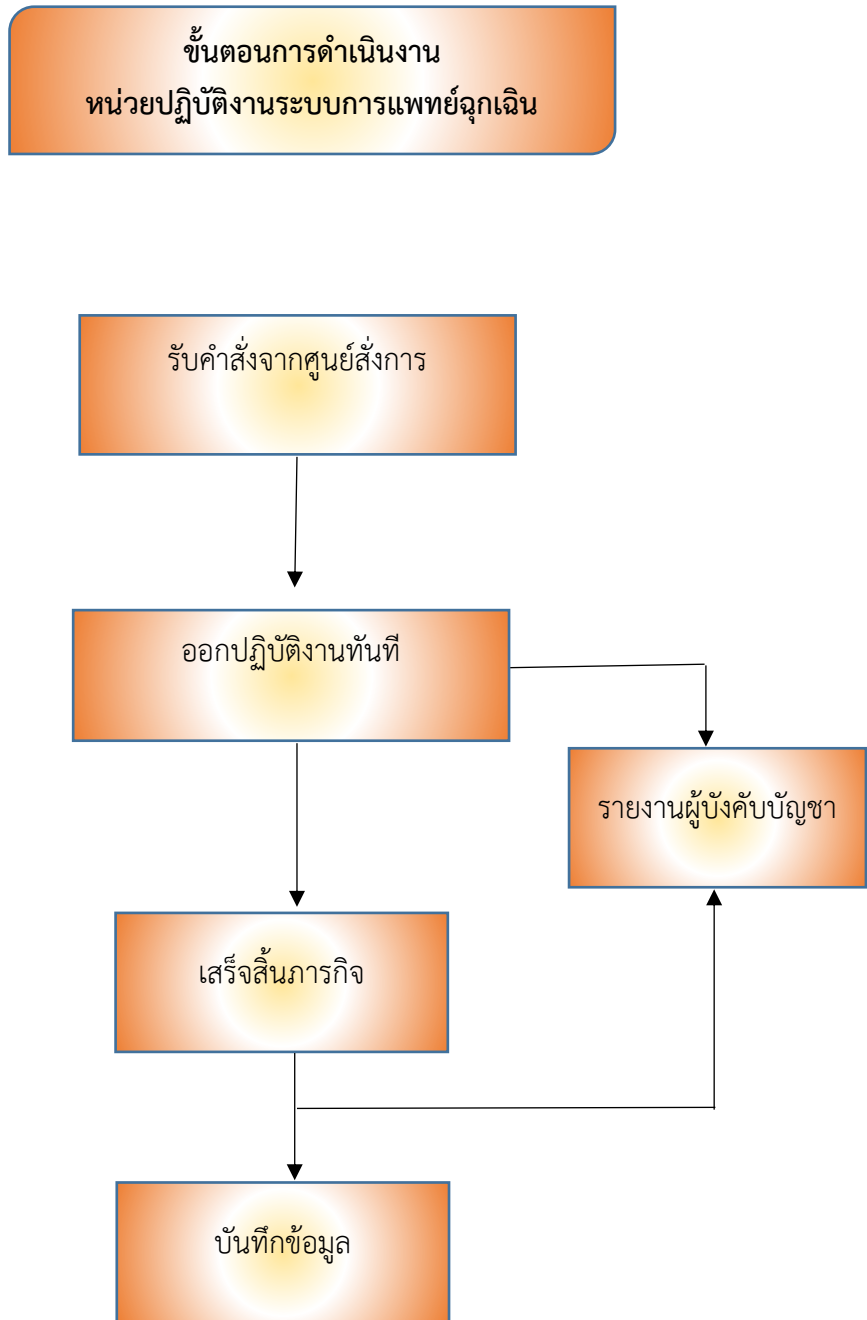 ขั้นตอนการดำเนินงาน
หน่วยปฏิบัติงานระบบการแพทย์ฉุกเฉิน
รับคำสั่งจากศูนย์สั่งการ
ออกปฏิบัติงานทันที
รายงานผู้บังคับบัญชา
เสร็จสิ้นภารกิจ
บันทึกข้อมูล